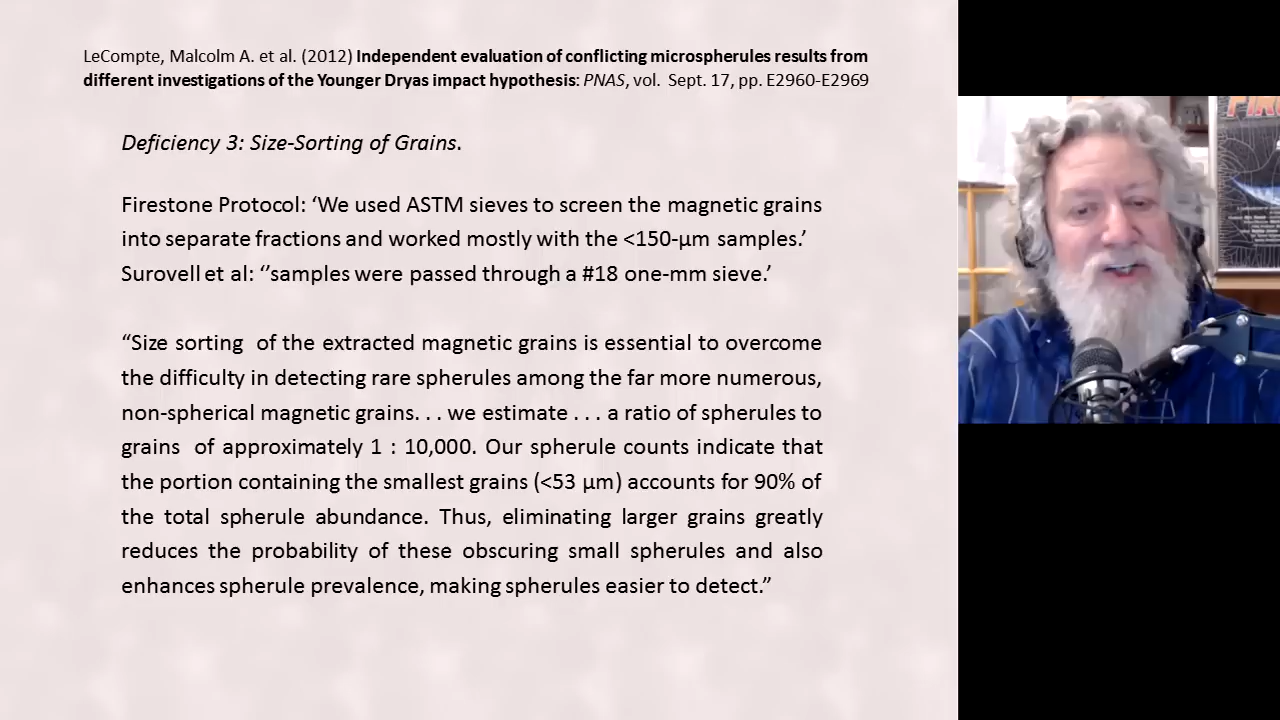 LeCompte, Malcolm A. et al. (2012) Independent evaluation of conflicting microspherules results from
different investigations of the Younger Dryas impact hypothesis: PNAS, vol. Sept. 17, pp. E2960-E2969
Deficiency 3: Size-Sorting of Grains.
Firestone Protocol: ‘We used ASTM sieves to screen the magnetic grains
into separate fractions and worked mostly with the <150-μm samples.’
Surovell et al: ‘’samples were passed through a #18 one-mm sieve.’
“Size sorting of the extracted magnetic grains is essential to overcome
the difficulty in detecting rare spherules among the far more numerous,
non-spherical magnetic grains. . . we estimate . . . a ratio of spherules to
grains of approximately 1 : 10,000. Our spherule counts indicate that
the portion containing the smallest grains (<53 μm) accounts for 90% of
the total spherule abundance. Thus, eliminating larger grains greatly
reduces the probability of these obscuring small spherules and also
enhances spherule prevalence, making spherules easier to detect.”